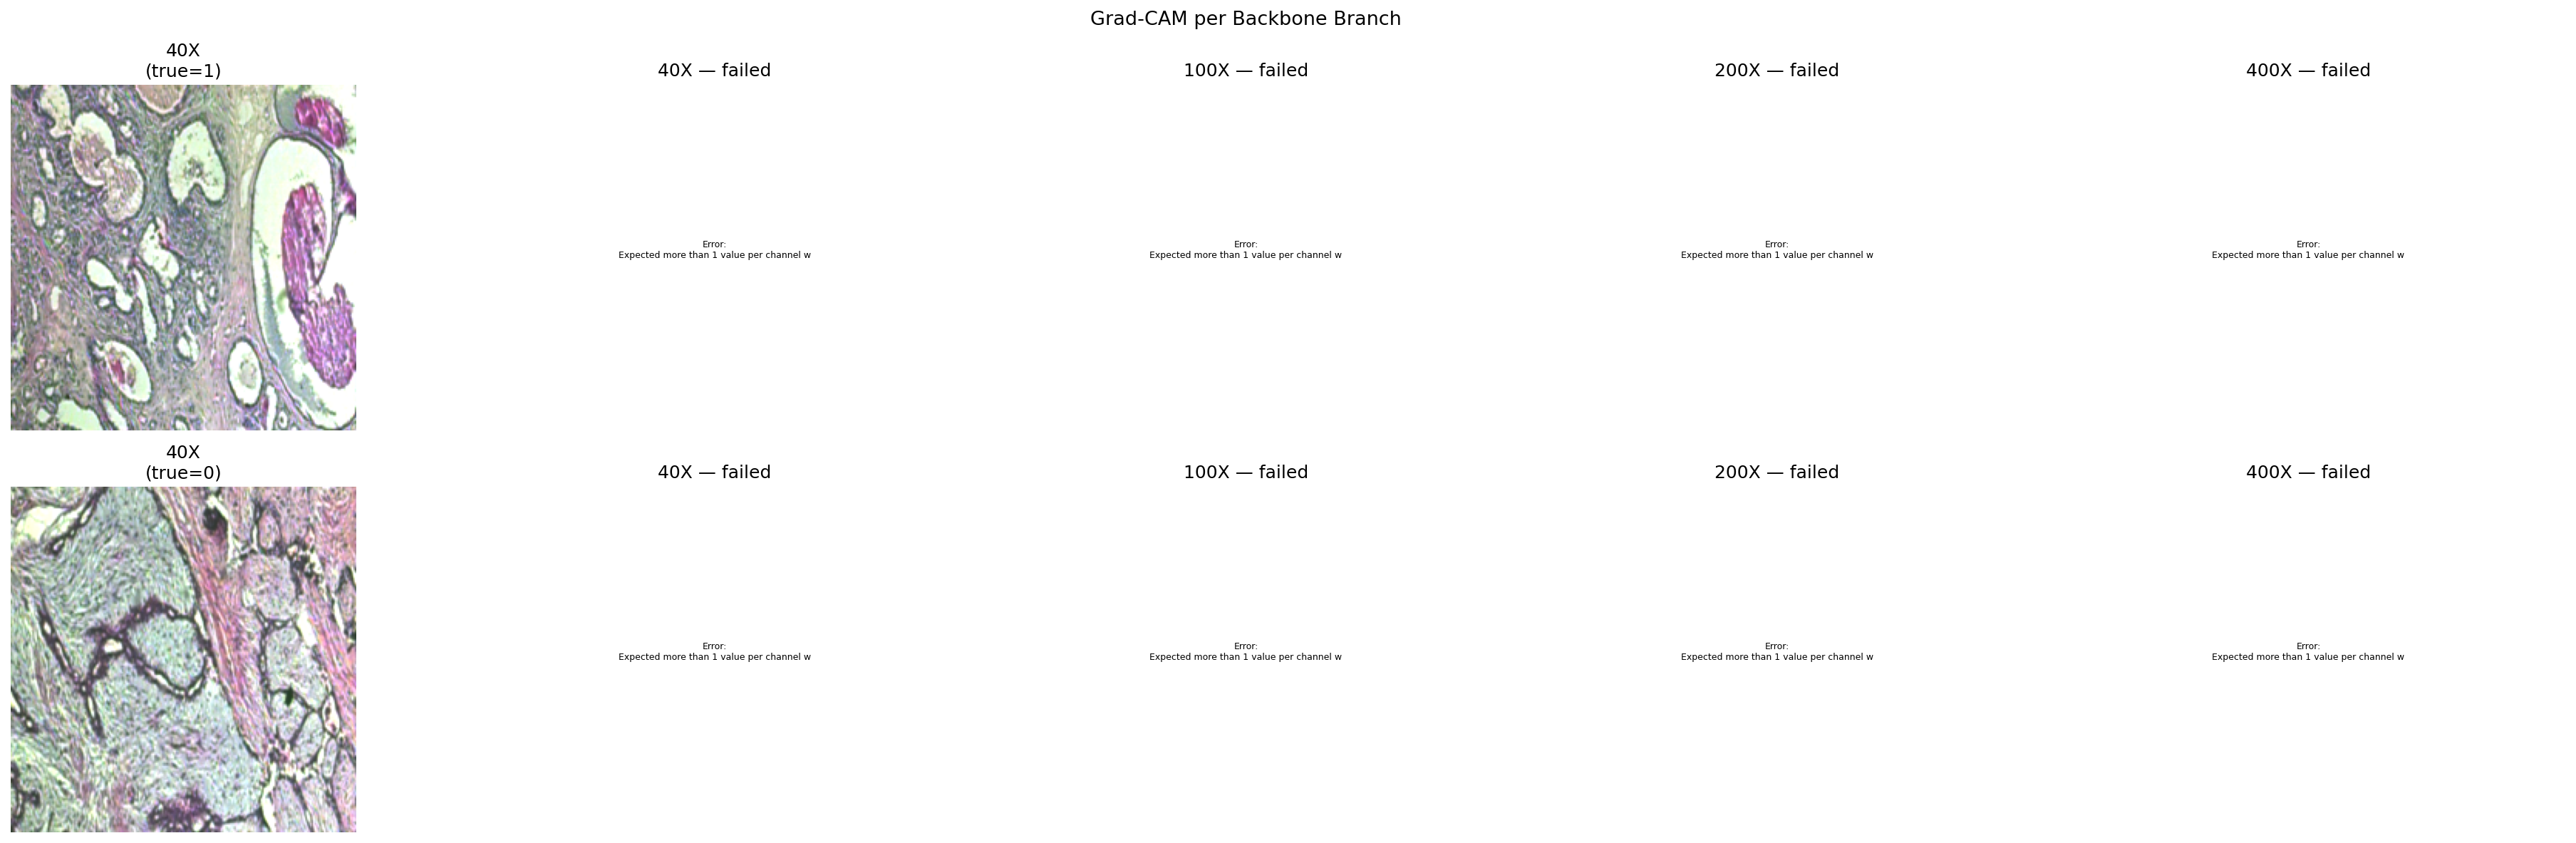 Grad-CAM per Backbone Branch
40X
(true=1)
40X — failed
100X — failed
200X — failed
400X — failed
Error:
Expected more than 1 value per channel w
Error:
Expected more than 1 value per channel w
Error:
Expected more than 1 value per channel w
Error:
Expected more than 1 value per channel w
40X
(true=0)
40X — failed
100X — failed
200X — failed
400X — failed
Error:
Expected more than 1 value per channel w
Error:
Expected more than 1 value per channel w
Error:
Expected more than 1 value per channel w
Error:
Expected more than 1 value per channel w